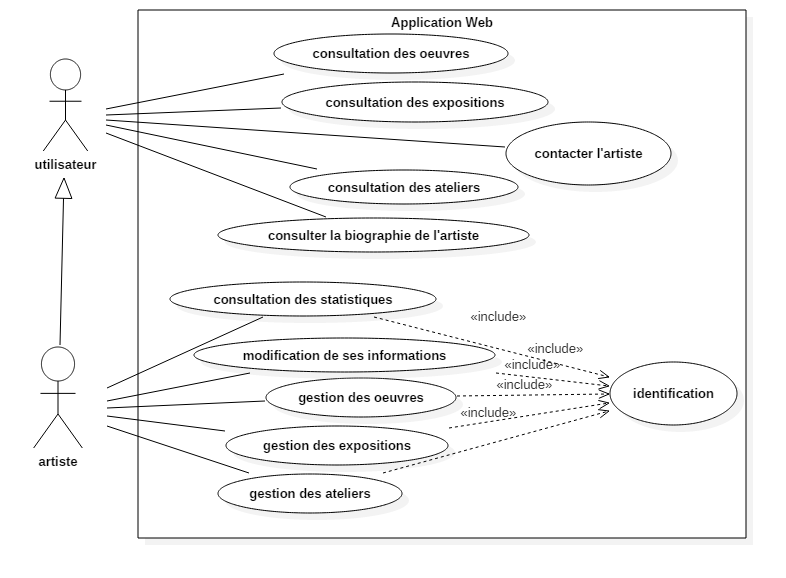 Application Web
consultation des oeuvres
consultation des expositions
contacter l'artiste
utilisateur
consultation des ateliers
consulter la biographie de l'artiste
consultation des statistiques
«include»
«include»
modification de ses informations
«include»
«include»
identification
gestion des oeuvres
«include»
gestion des expositions
artiste
gestion des ateliers